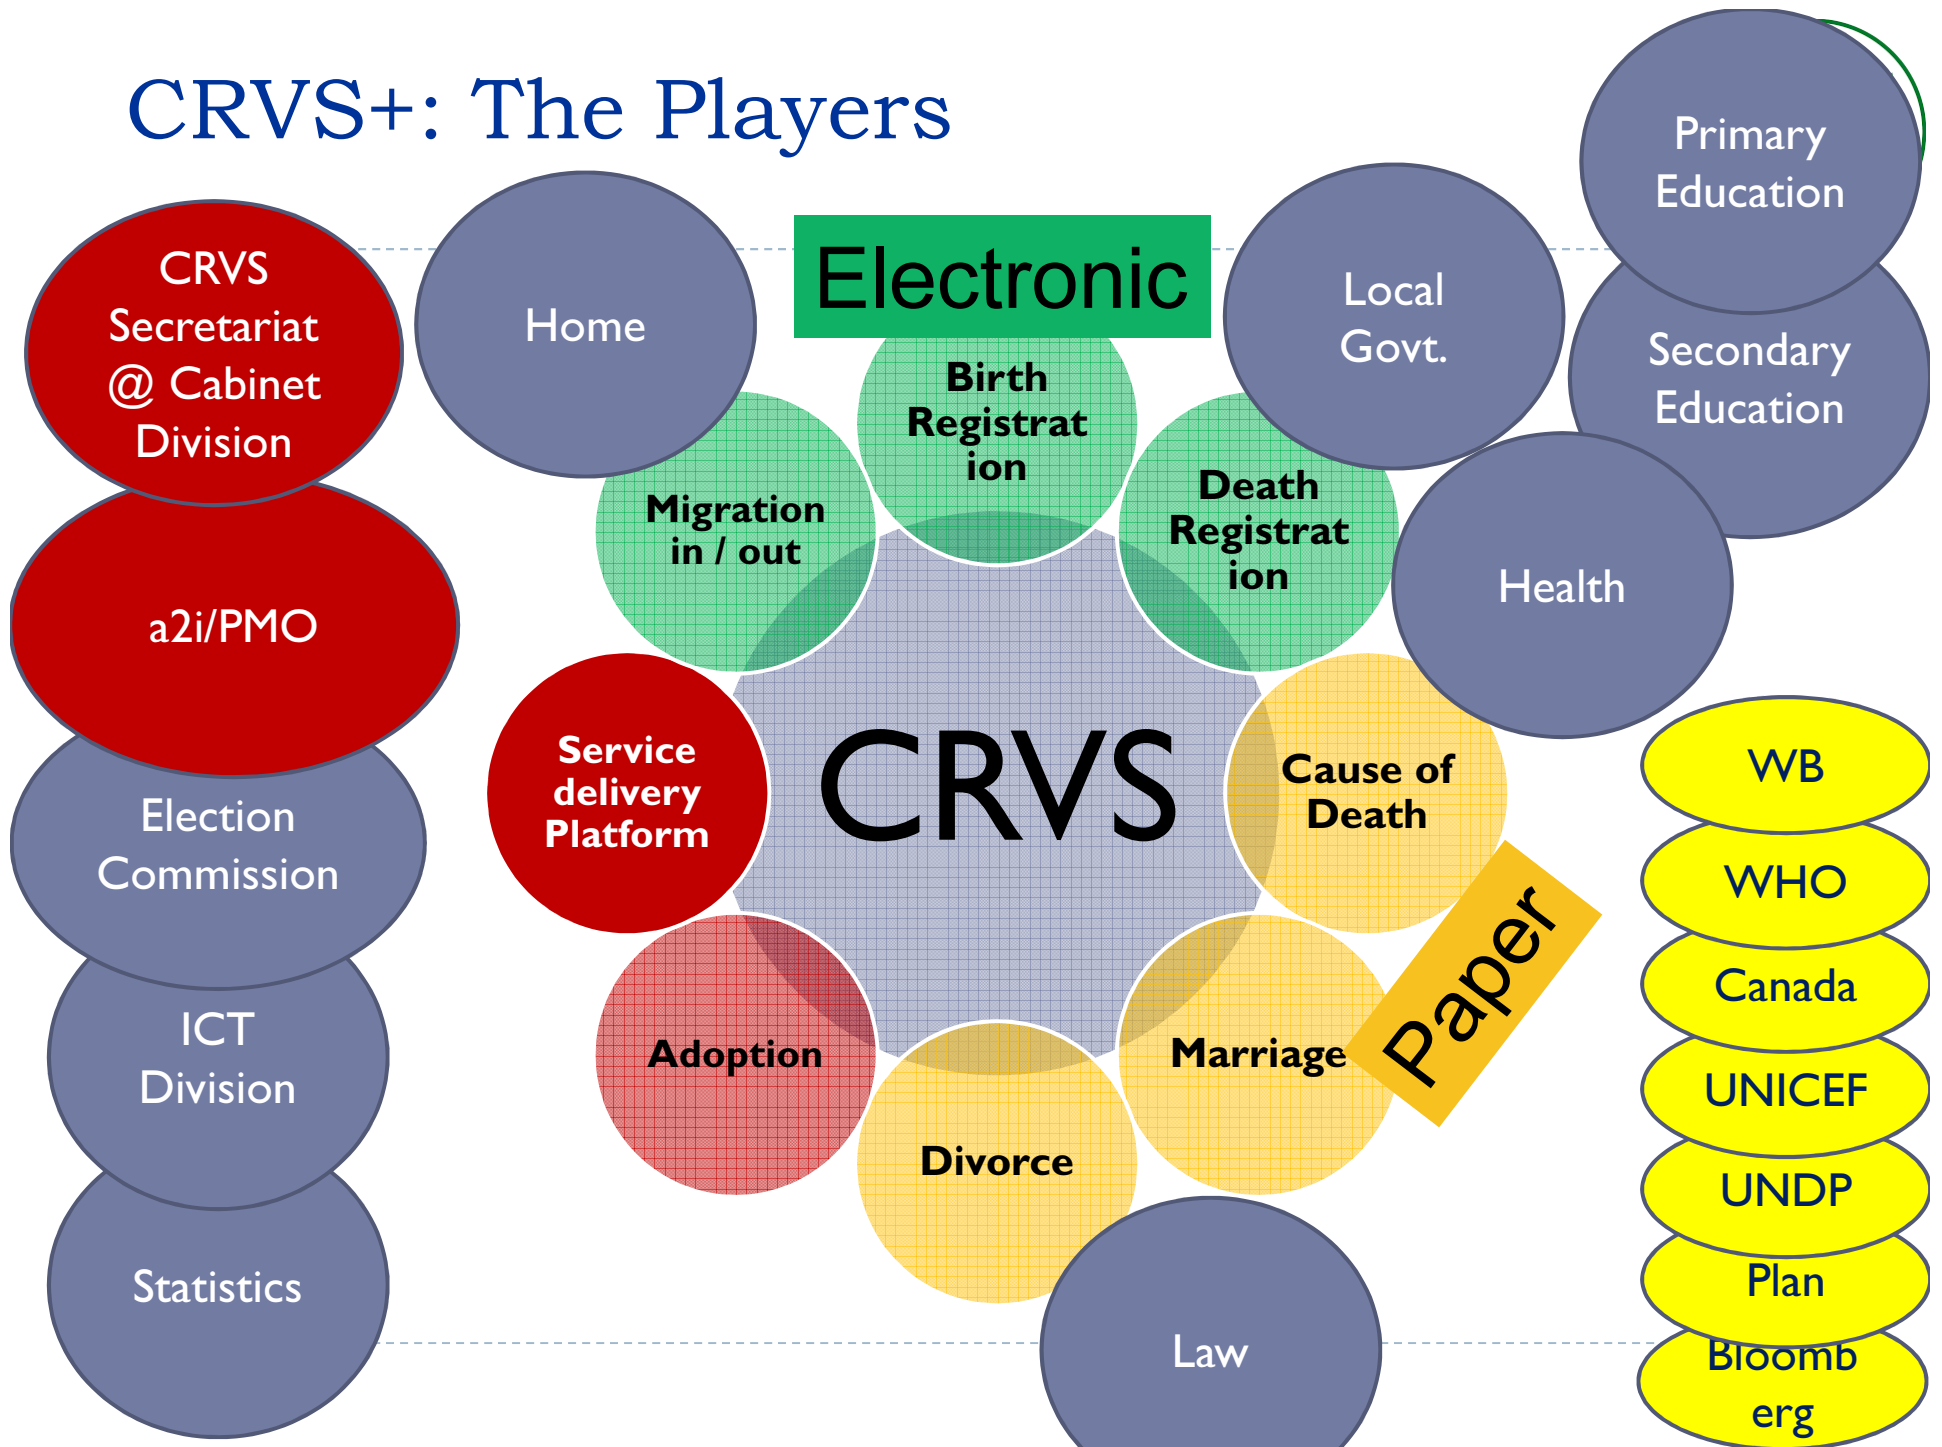 CRVS+: The Players
CRVS
Secretariat
@ Cabinet
Division
a2i/PMO
Election
Commission
ICT
Division
Statistics
Home
Electronic
Local
Govt.
Primary
Education
Secondary
Education
Health
Birth
Registrat
ion
Death
Registrat
ion
Migration
in / out
Service
delivery
Platform
CRVS
Cause of
Death
Paper
Adoption
Marriage
Divorce
Law
WB
WHO
Canada
UNICEF
UNDP
Plan
Bloomb
erg